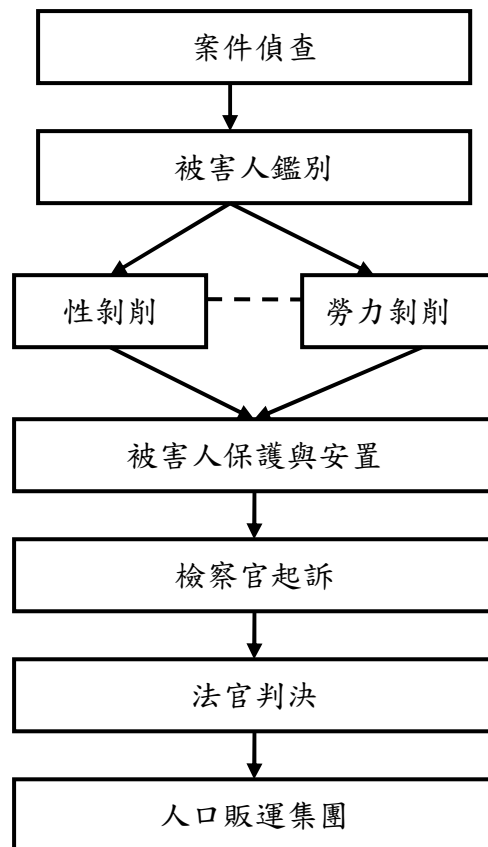 案件偵查
被害人鑑別
性剝削
勞力剝削
被害人保護與安置
檢察官起訴
法官判決
人口販運集團